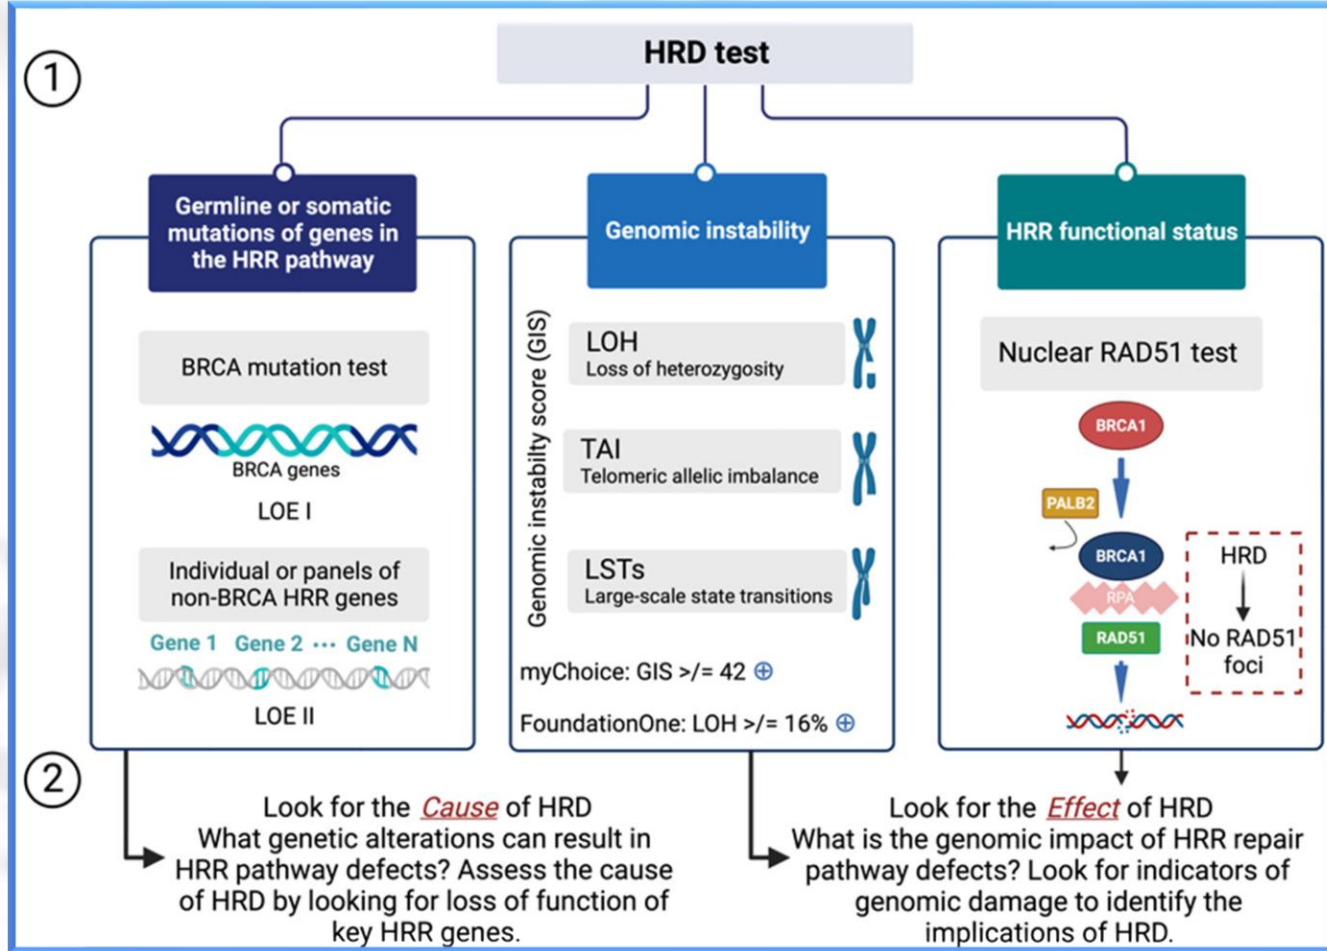 1
HRD test
Germline or somatic
mutations of genes in
the HRR pathway
BRCA mutation test
BRCA genes
LOE I
Individual or panels of
non-BRCA HRR genes
Gene 1 Gene 2 ••• Gene N
LOE II
Genomic instability
Genomic instabilty score (GIS)
LOH
Loss of heterozygosity
TAI
Telomeric allelic imbalance
LSTs
Large-scale state transitions
myChoice: GIS >/= 42 ⊕
FoundationOne: LOH >/= 16% ⊕
HRR functional status
Nuclear RAD51 test
BRCA1
PALB2
BRCA1
RPA
RAD51
HRD
No RAD51
foci
2
Look for the Cause of HRD
What genetic alterations can result in
HRR pathway defects? Assess the cause
of HRD by looking for loss of function of
key HRR genes.
Look for the Effect of HRD
What is the genomic impact of HRR repair
pathway defects? Look for indicators of
genomic damage to identify the
implications of HRD.